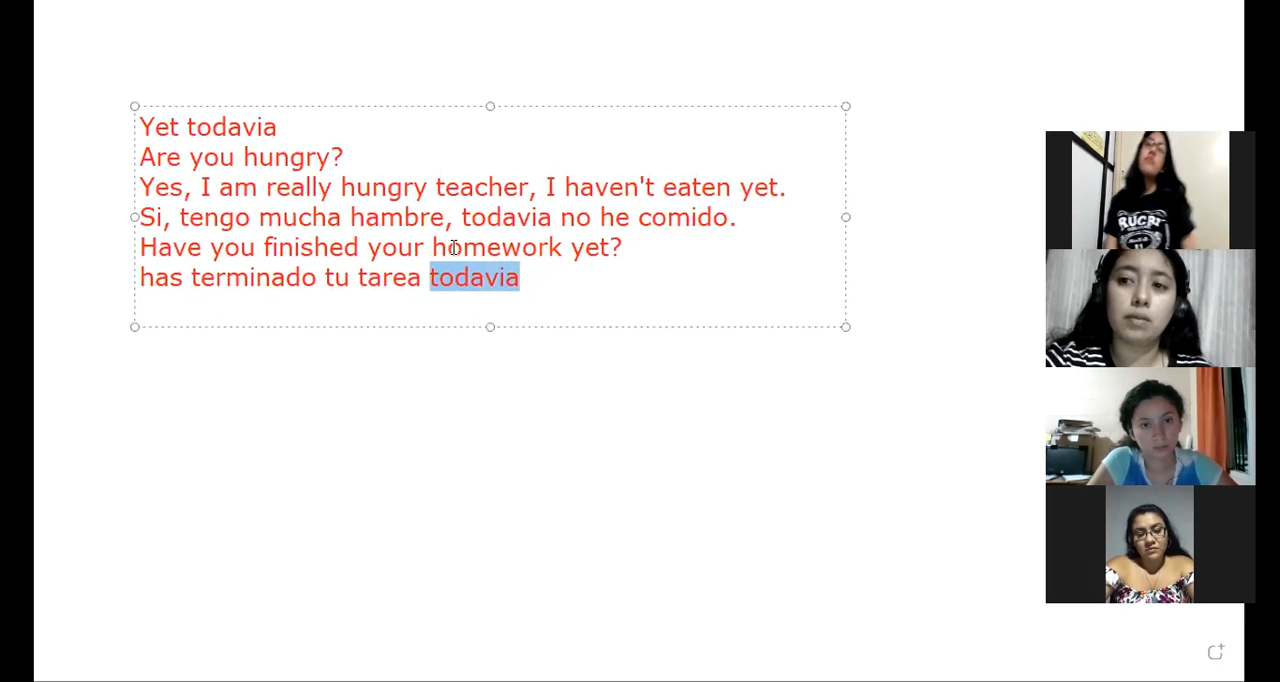 Yet todavia
Are you hungry?
Yes, I am really hungry teacher, I haven't eaten yet.
Si, tengo mucha hambre, todavia no he comido.
Have you finished your homework yet?
has terminado tu tarea todavia